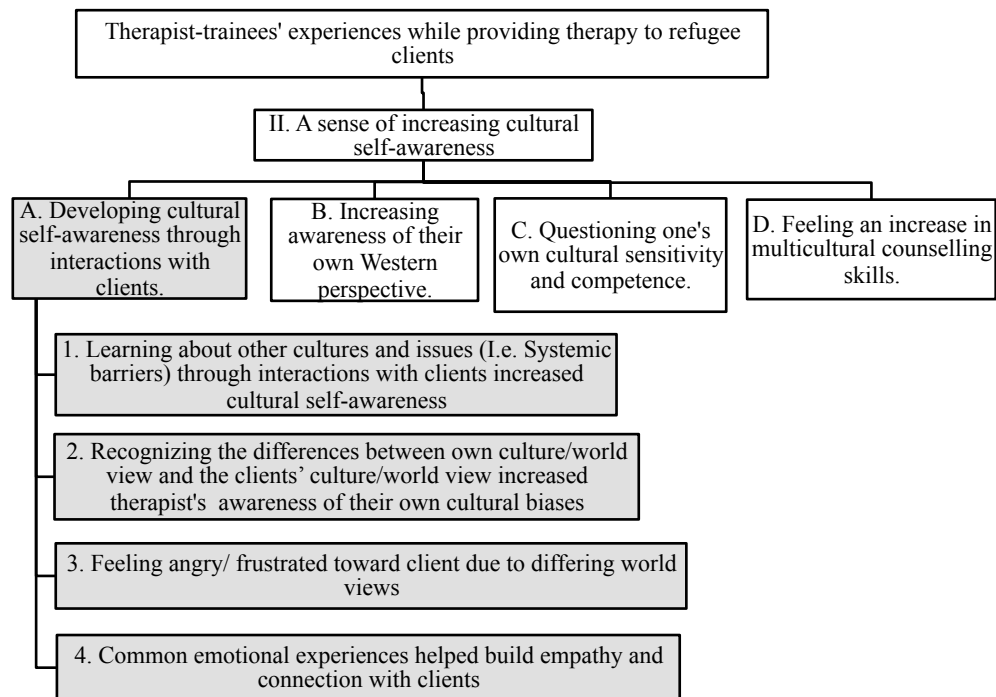 Therapist-trainees' experiences while providing therapy to refugee
clients
II. A sense of increasing cultural
self-awareness
A. Developing cultural
self-awareness through
interactions with
clients.
B. Increasing
awareness of their
own Western
perspective.
C. Questioning one's
own cultural sensitivity
and competence.
D. Feeling an increase in
multicultural counselling
skills.
1. Learning about other cultures and issues (I.e. Systemic
barriers) through interactions with clients increased
cultural self-awareness
2. Recognizing the differences between own culture/world
view and the clients’ culture/world view increased
therapist's  awareness of their own cultural biases
3. Feeling angry/ frustrated toward client due to differing world
views
4. Common emotional experiences helped build empathy and
connection with clients